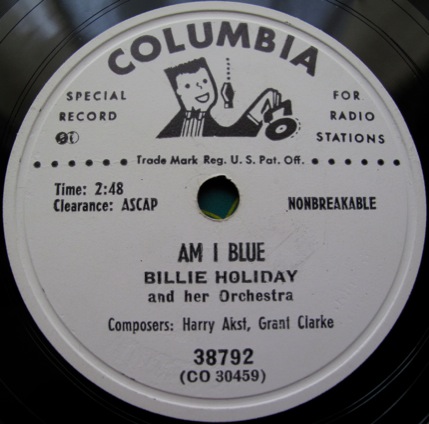 COLUMBIA
SPECIAL
RECORD
FOR
RADIO
STATIONS
Trade Mark Reg. U. S. Pat. Off.
Time: 2:48
Clearance: ASCAP
NONBREAKABLE
AM I BLUE
BILLIE HOLIDAY
and her Orchestra
Composers: Harry Akst, Grant Clarke
38792
(CO 30459)